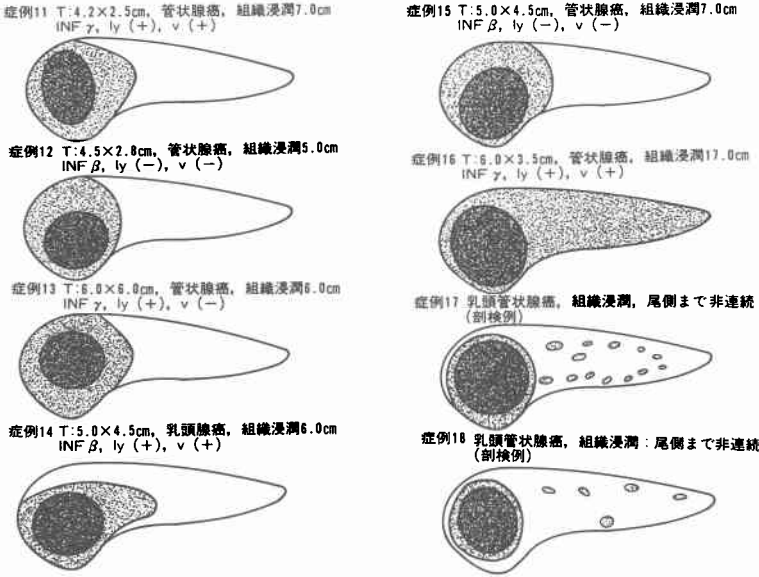 症例11 T:4.2×2.5cm, 管状腺癌, 組織浸潤7.0cm
INFγ, ly (+), v (+)
症例12 T:4.5×2.8cm, 管状腺癌, 組織浸潤5.0cm
INFβ, ly (−), v (−)
症例13 T:6.0×6.0cm, 管状腺癌, 組織浸潤6.0cm
INFγ, ly (+), v (−)
症例14 T:5.0×4.5cm, 乳頭腺癌, 組織浸潤6.0cm
INFβ, ly (+), v (+)
症例15 T:5.0×4.5cm, 管状腺癌, 組織浸潤7.0cm
INFβ, ly (−), v (−)
症例16 T:6.0×3.5cm, 管状腺癌, 組織浸潤17.0cm
INFγ, ly (+), v (+)
症例17 乳頭管状腺癌, 組織浸潤, 尾側まで非連続
(剖検例)
症例18 乳頭管状腺癌, 組織浸潤：尾側まで非連続
(剖検例)